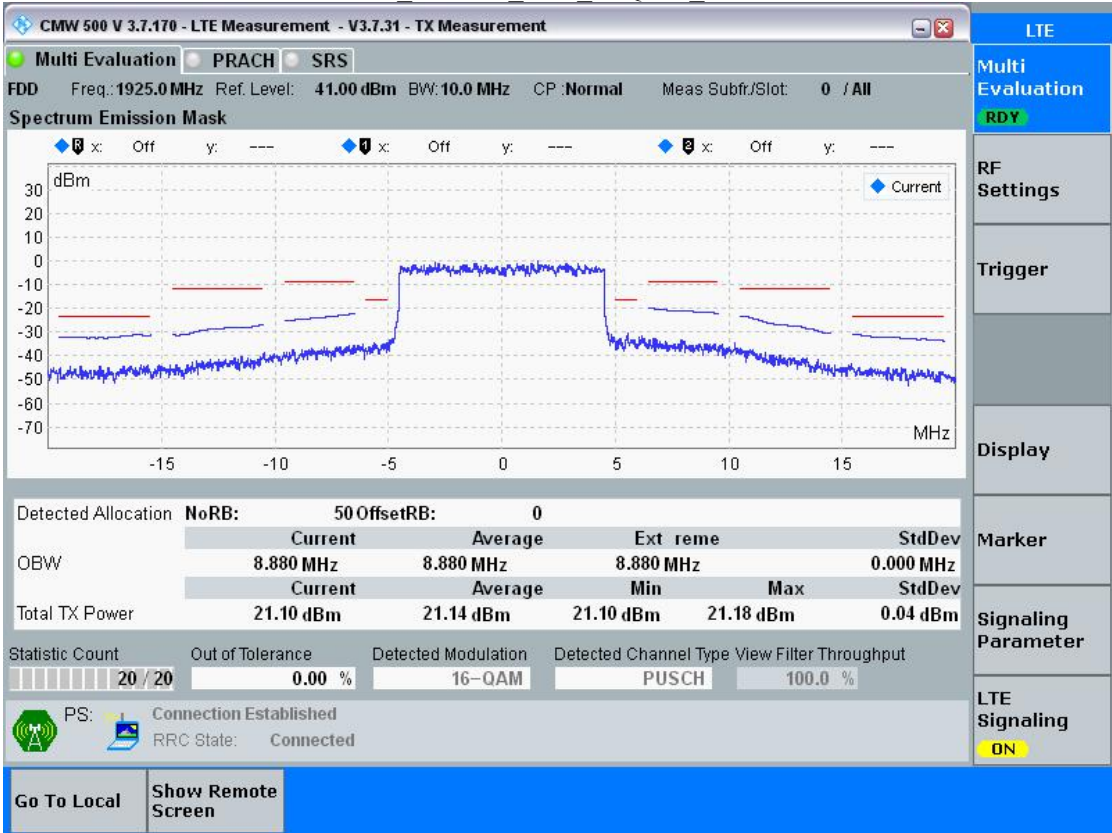 CMW 500 V 3.7.170 - LTE Measurement - V3.7.31 - TX Measurement
LTE
Multi Evaluation PRACH SRS
Multi
Evaluation
RDY
FDD Freq.: 1925.0 MHz Ref. Level: 41.00 dBm BW: 10.0 MHz CP :Normal Meas Subfr./Slot: 0 / All
Spectrum Emission Mask
R x: Off y: --- 1 x: Off y: --- 2 x: Off y: ---
dBm
Current
30
20
10
0
-10
-20
-30
-40
-50
-60
-70
MHz
-15 -10 -5 0 5 10 15
RF
Settings
Trigger
Display
Marker
Signaling
Parameter
LTE
Signaling
ON
Detected Allocation NoRB: 50 OffsetRB: 0
Current Average Ext reme StdDev
OBW 8.880 MHz 8.880 MHz 8.880 MHz 0.000 MHz
Current Average Min Max StdDev
Total TX Power 21.10 dBm 21.14 dBm 21.10 dBm 21.18 dBm 0.04 dBm
Statistic Count Out of Tolerance Detected Modulation Detected Channel Type View Filter Throughput
20 / 20 0.00 % 16-QAM PUSCH 100.0 %
PS: Connection Established
RRC State: Connected
Go To Local
Show Remote
Screen